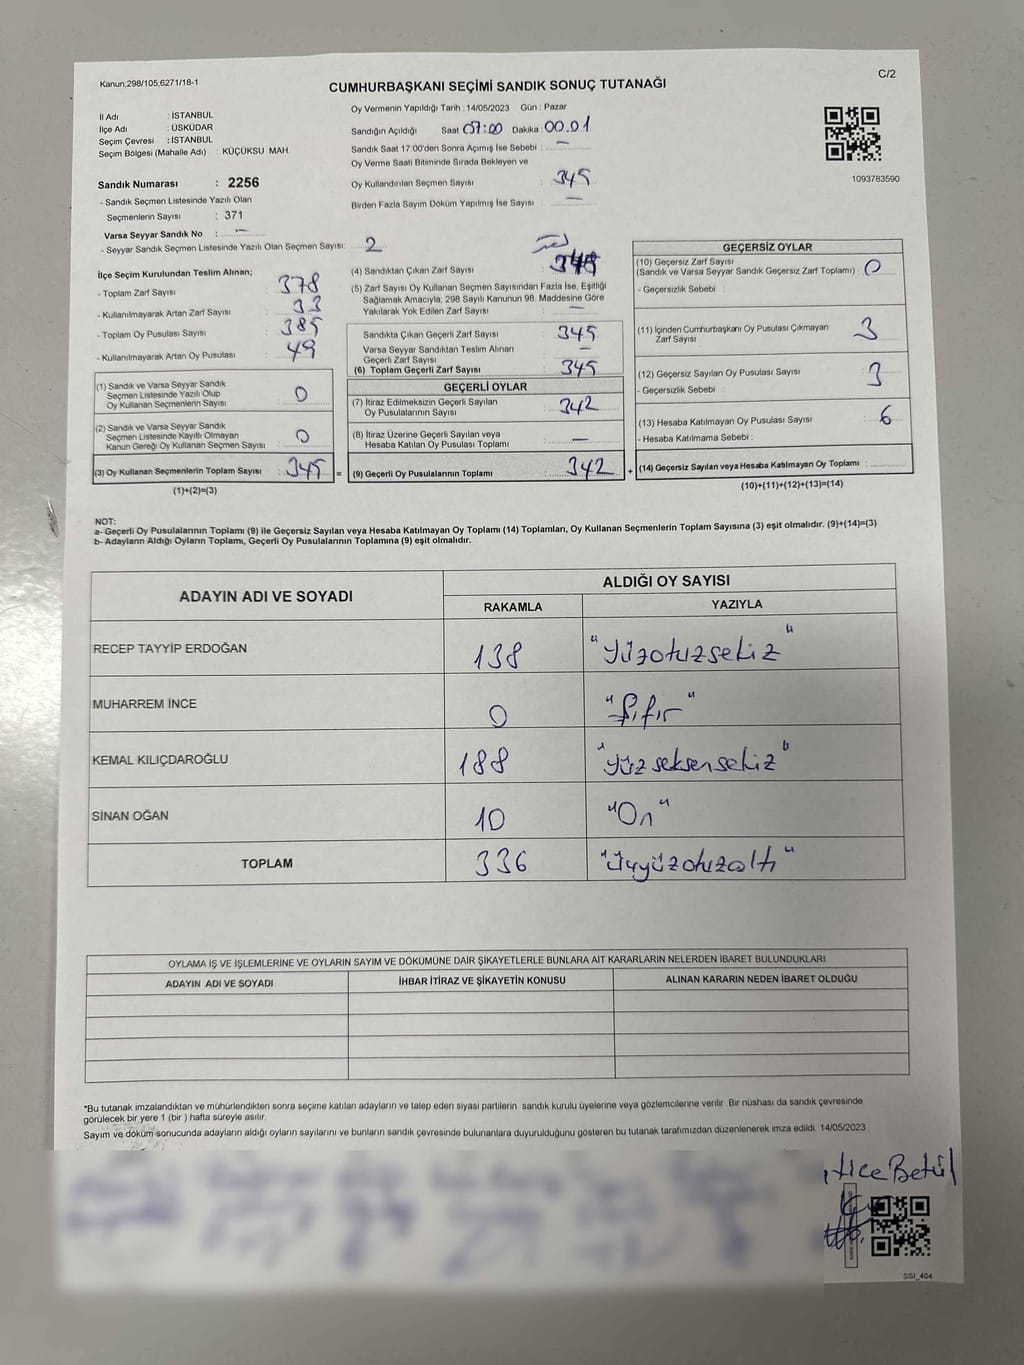 Kanun;298/105,6271/18-1
C/2
CUMHURBAŞKANI SEÇİMİ SANDIK SONUÇ TUTANAĞI
İl Adı : İSTANBUL
İlçe Adı : ÜSKÜDAR
Seçim Çevresi : İSTANBUL
Seçim Bölgesi (Mahalle Adı) : KÜÇÜKSU MAH.
Sandık Numarası : 2256
- Sandık Seçmen Listesinde Yazılı Olan
Seçmenlerin Sayısı : 371
Varsa Seyyar Sandık No : —
- Seyyar Sandık Seçmen Listesinde Yazılı Olan Seçmen Sayısı: 2
Oy Vermenin Yapıldığı Tarih : 14/05/2023 Gün : Pazar
Sandığın Açıldığı Saat 07:00 Dakika : 00.01
Sandık Saat 17.00'den Sonra Açımış İse Sebebi : —
Oy Verme Saati Bitiminde Sırada Bekleyen ve
Oy Kullandırılan Seçmen Sayısı : 345
Birden Fazla Sayım Döküm Yapılmış İse Sayısı : —
1093783590
İlçe Seçim Kurulundan Teslim Alınan;
- Toplam Zarf Sayısı : 378
- Kullanılmayarak Artan Zarf Sayısı : 33
- Toplam Oy Pusulası Sayısı : 385
- Kullanılmayarak Artan Oy Pusulası : 49
(1) Sandık ve Varsa Seyyar Sandık
Seçmen Listesinde Yazılı Olup
Oy Kullanan Seçmenlerin Sayısı : 0
(2) Sandık ve Varsa Seyyar Sandık
Seçmen Listesinde Kayıtlı Olmayan
Kanun Gereği Oy Kullanan Seçmen Sayısı : 0
(3) Oy Kullanan Seçmenlerin Toplam Sayısı : 345 =
(1)+(2)=(3)
(4) Sandıktan Çıkan Zarf Sayısı : 345
(5) Zarf Sayısı Oy Kullanan Seçmen Sayısından Fazla İse, Eşitliği
Sağlamak Amacıyla, 298 Sayılı Kanunun 98. Maddesine Göre
Yakılarak Yok Edilen Zarf Sayısı : —
Sandıkta Çıkan Geçerli Zarf Sayısı : 345
Varsa Seyyar Sandıktan Teslim Alınan
Geçerli Zarf Sayısı : —
(6) Toplam Geçerli Zarf Sayısı : 345
GEÇERLİ OYLAR
(7) İtiraz Edilmeksizin Geçerli Sayılan
Oy Pusulalarının Sayısı : 342
(8) İtiraz Üzerine Geçerli Sayılan veya
Hesaba Katılan Oy Pusulaları Toplamı : —
(9) Geçerli Oy Pusulalarının Toplamı : 342 +
GEÇERSİZ OYLAR
(10) Geçersiz Zarf Sayısı
(Sandık ve Varsa Seyyar Sandık Geçersiz Zarf Toplamı) : 0
- Geçersizlik Sebebi :
(11) İçinden Cumhurbaşkanı Oy Pusulası Çıkmayan
Zarf Sayısı : 3
(12) Geçersiz Sayılan Oy Pusulası Sayısı : 3
- Geçersizlik Sebebi :
(13) Hesaba Katılmayan Oy Pusulası Sayısı : 6
- Hesaba Katılmama Sebebi :
(14) Geçersiz Sayılan veya Hesaba Katılmayan Oy Toplamı :
(10)+(11)+(12)+(13)=(14)
NOT:
a- Geçerli Oy Pusulalarının Toplamı (9) ile Geçersiz Sayılan veya Hesaba Katılmayan Oy Toplamı (14) Toplamları, Oy Kullanan Seçmenlerin Toplam Sayısına (3) eşit olmalıdır. (9)+(14)=(3)
b- Adayların Aldığı Oyların Toplamı, Geçerli Oy Pusulalarının Toplamına (9) eşit olmalıdır.
ADAYIN ADI VE SOYADI
ALDIĞI OY SAYISI
RAKAMLA YAZIYLA
RECEP TAYYİP ERDOĞAN 138 "Yüzotuzsekiz"
MUHARREM İNCE 0 "Sıfır"
KEMAL KILIÇDAROĞLU 188 "Yüzseksensekiz"
SİNAN OĞAN 10 "On"
TOPLAM 336 "Üçyüzotuzaltı"
OYLAMA İŞ VE İŞLEMLERİNE VE OYLARIN SAYIM VE DÖKÜMÜNE DAİR ŞİKAYETLERLE BUNLARA AİT KARARLARIN NELERDEN İBARET BULUNDUKLARI
ADAYIN ADI VE SOYADI İHBAR İTİRAZ VE ŞİKAYETİN KONUSU ALINAN KARARIN NEDEN İBARET OLDUĞU
*Bu tutanak imzalandıktan ve mühürlendikten sonra seçime katılan adayların ve talep eden siyasi partilerin sandık kurulu üyelerine veya gözlemcilerine verilir. Bir nüshası da sandık çevresinde
görülecek bir yere 1 (bir ) hafta süreyle asılır.
Sayım ve döküm sonucunda adayların aldığı oyların sayılarını ve bunların sandık çevresinde bulunanlara duyurulduğunu gösteren bu tutanak tarafımızdan düzenlenerek imza edildi. 14/05/2023
Betül
SSI_404